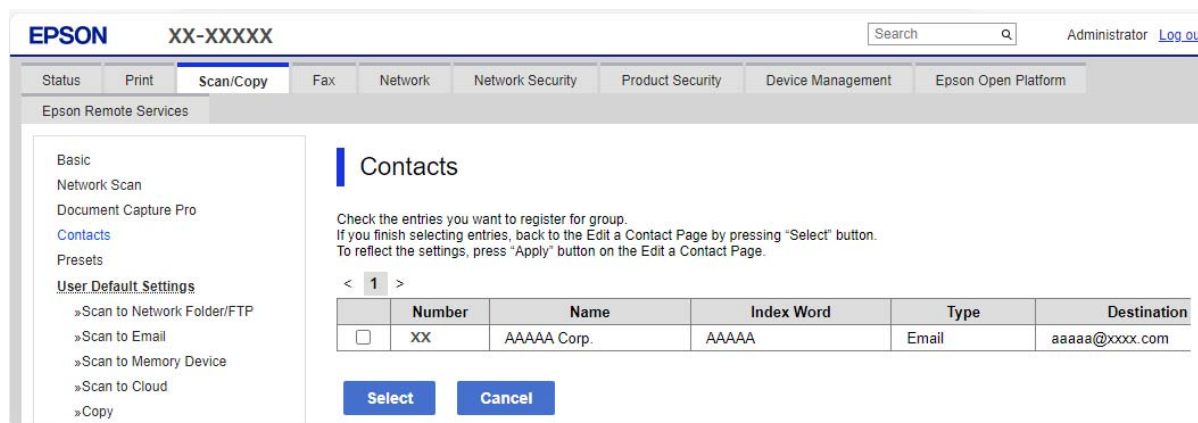 EPSON XX-XXXXX Search Administrator Log ou
Status Print Scan/Copy Fax Network Network Security Product Security Device Management Epson Open Platform
Epson Remote Services
Basic
Network Scan
Document Capture Pro
Contacts
Presets
User Default Settings
»Scan to Network Folder/FTP
»Scan to Email
»Scan to Memory Device
»Scan to Cloud
»Copy
Contacts
Check the entries you want to register for group.
If you finish selecting entries, back to the Edit a Contact Page by pressing “Select” button.
To reflect the settings, press “Apply” button on the Edit a Contact Page.
< 1 >
Number Name Index Word Type Destination
XX AAAAA Corp. AAAAA Email aaaaa@xxxx.com
Select Cancel